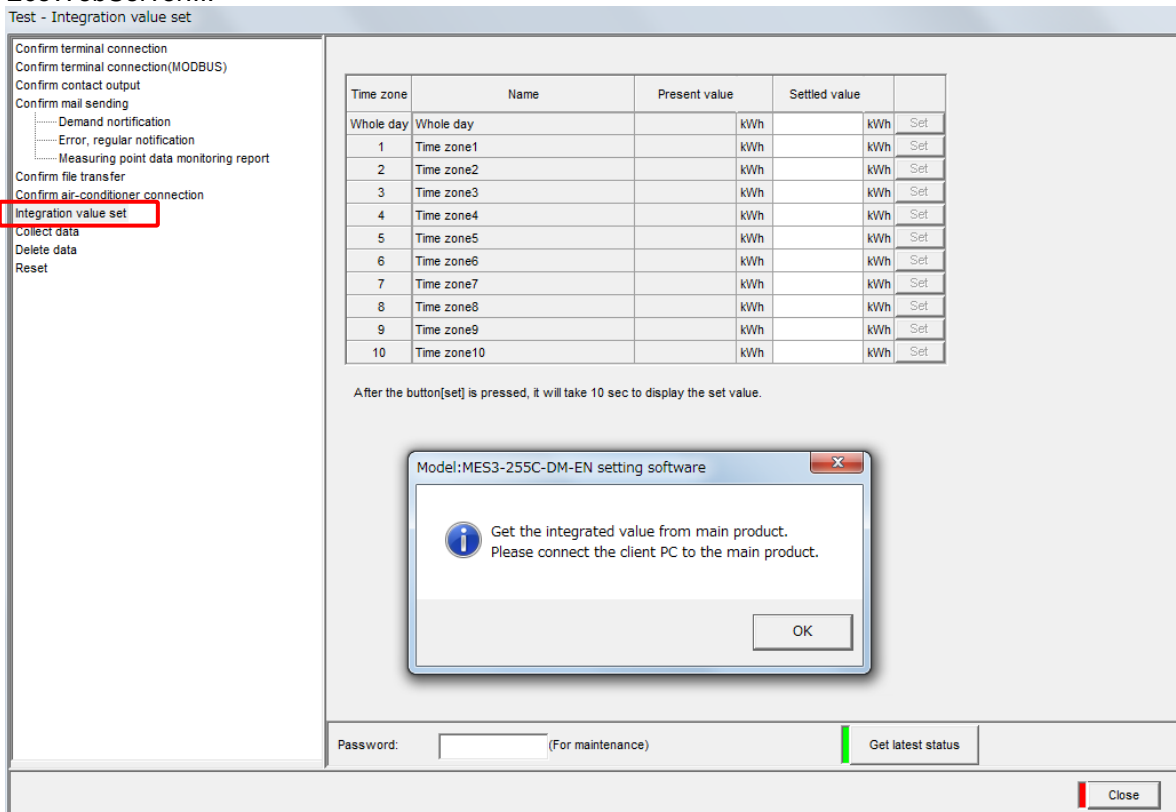 Test - Integration value set
Confirm terminal connection
Confirm terminal connection(MODBUS)
Confirm contact output
Confirm mail sending
Demand nortification
Error, regular notification
Measuring point data monitoring report
Confirm file transfer
Confirm air-conditioner connection
Integration value set
Collect data
Delete data
Reset
Time zone Name Present value Settled value
Whole day Whole day kWh kWh Set
1 Time zone1 kWh kWh Set
2 Time zone2 kWh kWh Set
3 Time zone3 kWh kWh Set
4 Time zone4 kWh kWh Set
5 Time zone5 kWh kWh Set
6 Time zone6 kWh kWh Set
7 Time zone7 kWh kWh Set
8 Time zone8 kWh kWh Set
9 Time zone9 kWh kWh Set
10 Time zone10 kWh kWh Set
After the button[set] is pressed, it will take 10 sec to display the set value.
Model:MES3-255C-DM-EN setting software
Get the integrated value from main product.
Please connect the client PC to the main product.
OK
Password: (For maintenance) Get latest status
Close